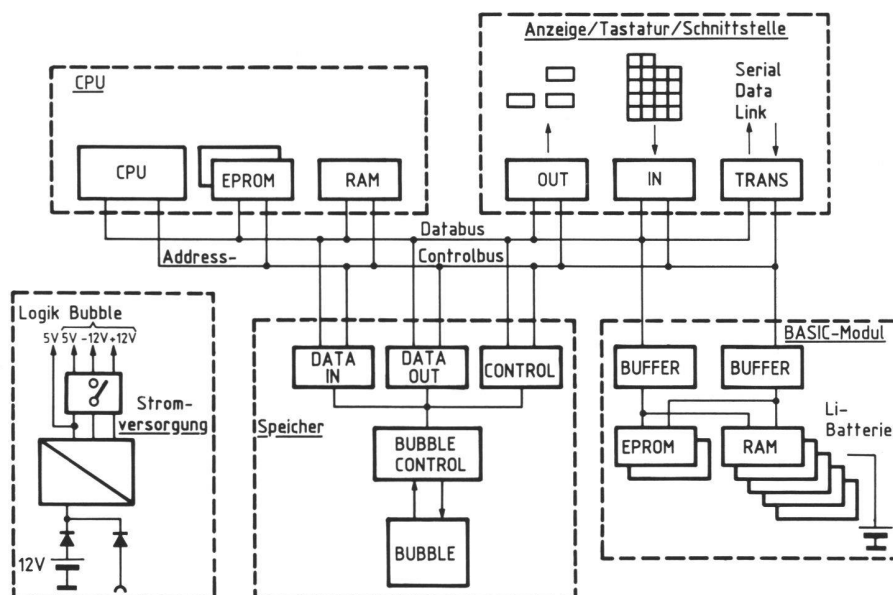 Anzeige/Tastatur/Schnittstelle
Serial
Data
Link
OUT
IN
TRANS
CPU
CPU
EPROM
RAM
Databus
Address-
Controlbus
Logik Bubble
5V 5V -12V +12V
Strom-
versorgung
12V
Speicher
DATA
IN
DATA
OUT
CONTROL
BUBBLE
CONTROL
BUBBLE
BASIC-Modul
BUFFER
BUFFER
EPROM
RAM
Li-
Batterie